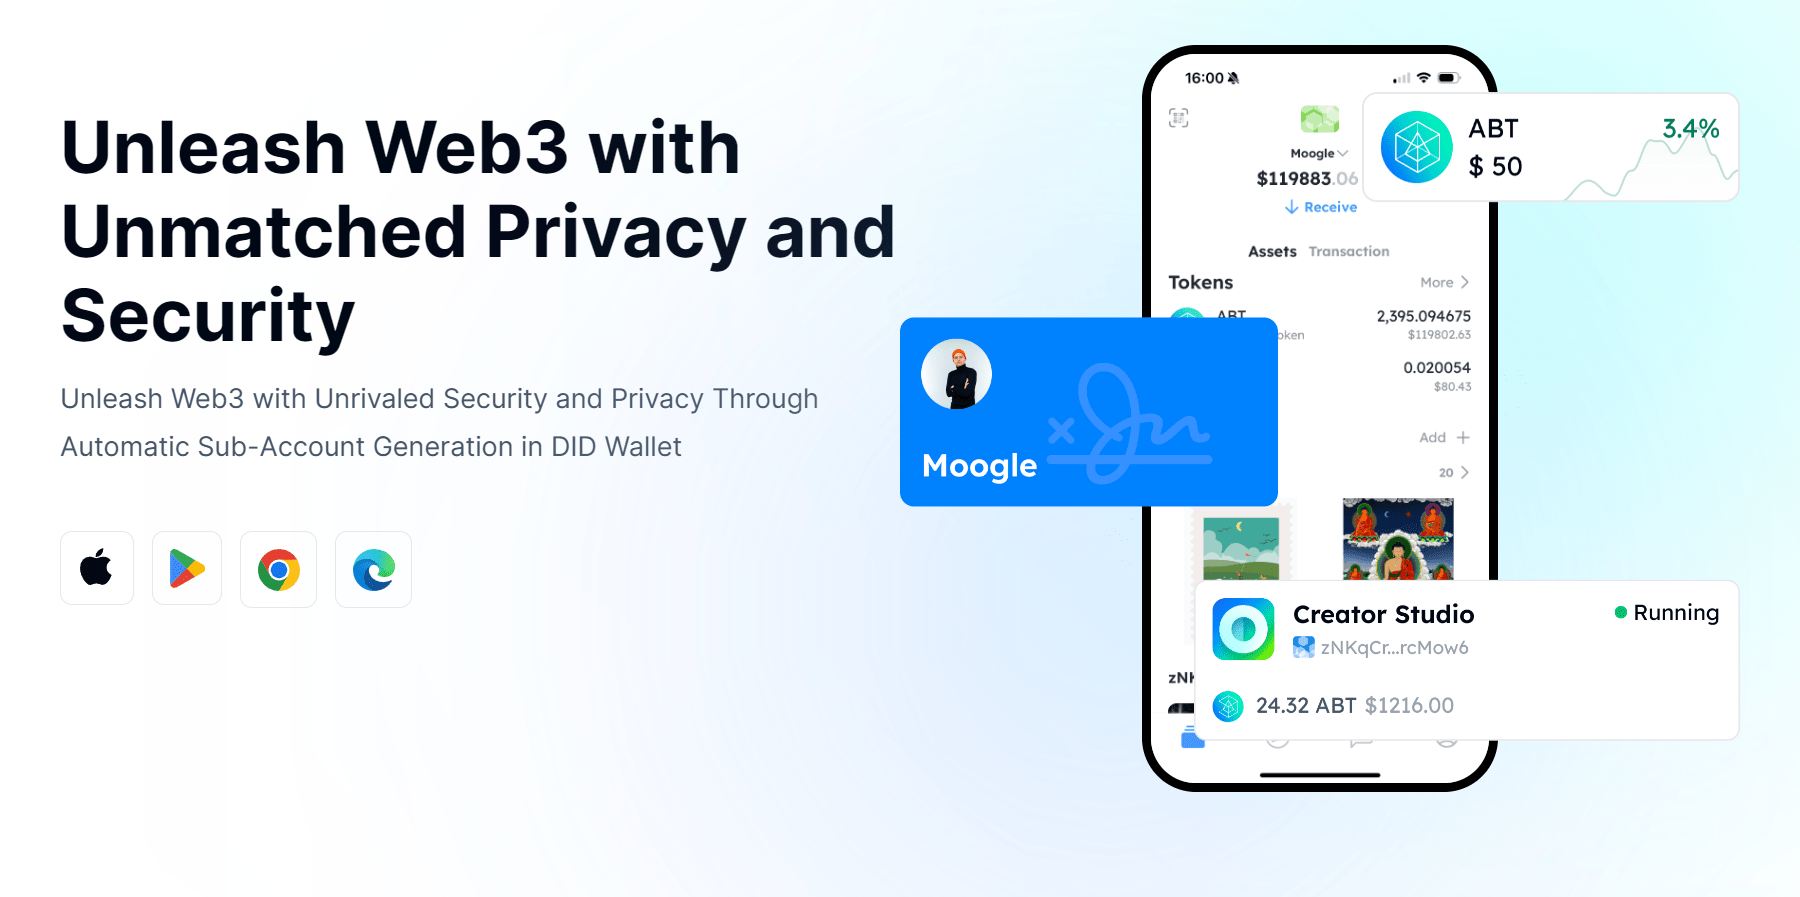 Unleash Web3 with
Unmatched Privacy and
Security
Unleash Web3 with Unrivaled Security and Privacy Through
Automatic Sub-Account Generation in DID Wallet
16:00
Moogle
$119883.06
Receive
ABT
3.4%
$ 50
Assets Transaction
Tokens
More
ABT
2,395.094675
$119802.63
0.020054
$80.43
Moogle
Add
20
Creator Studio
Running
zNKqCr...rcMow6
24.32 ABT $1216.00